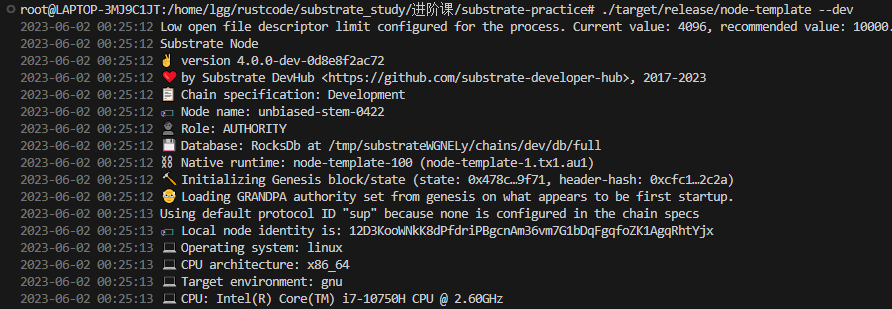 root@LAPTOP-3MJ9C1JT:/home/lgg/rustcode/substrate_study/进阶课/substrate-practice# ./target/release/node-template --dev
2023-06-02 00:25:12 Low open file descriptor limit configured for the process. Current value: 4096, recommended value: 10000.
2023-06-02 00:25:12 Substrate Node
2023-06-02 00:25:12 ✌️ version 4.0.0-dev-0d8e8f2ac72
2023-06-02 00:25:12 ❤️ by Substrate DevHub <https://github.com/substrate-developer-hub>, 2017-2023
2023-06-02 00:25:12 📋 Chain specification: Development
2023-06-02 00:25:12 🏷 Node name: unbiased-stem-0422
2023-06-02 00:25:12 👤 Role: AUTHORITY
2023-06-02 00:25:12 💾 Database: RocksDb at /tmp/substrateWGNELy/chains/dev/db/full
2023-06-02 00:25:12 ⛓ Native runtime: node-template-100 (node-template-1.tx1.au1)
2023-06-02 00:25:12 🔨 Initializing Genesis block/state (state: 0x478c…9f71, header-hash: 0xcfc1…2c2a)
2023-06-02 00:25:12 👴 Loading GRANDPA authority set from genesis on what appears to be first startup.
2023-06-02 00:25:13 Using default protocol ID "sup" because none is configured in the chain specs
2023-06-02 00:25:13 🏷 Local node identity is: 12D3KooWNkK8dPfdriPBgcnAm36vm7G1bDqFgqfoZK1AgqRhtYjx
2023-06-02 00:25:13 💻 Operating system: linux
2023-06-02 00:25:13 💻 CPU architecture: x86_64
2023-06-02 00:25:13 💻 Target environment: gnu
2023-06-02 00:25:13 💻 CPU: Intel(R) Core(TM) i7-10750H CPU @ 2.60GHz